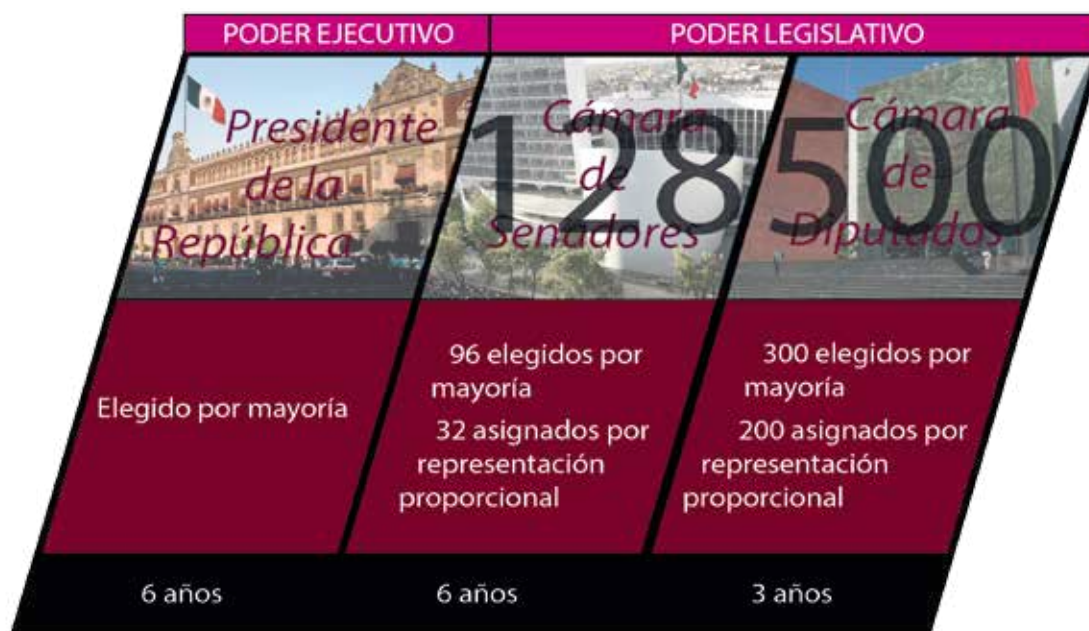 PODER EJECUTIVO
PODER LEGISLATIVO
Presidente
de la
República
128
Cámara
de
Senadores
500
Cámara
de
Diputados
Elegido por mayoría
96 elegidos por
mayoría
32 asignados por
representación
proporcional
300 elegidos por
mayoría
200 asignados por
representación
proporcional
6 años
6 años
3 años